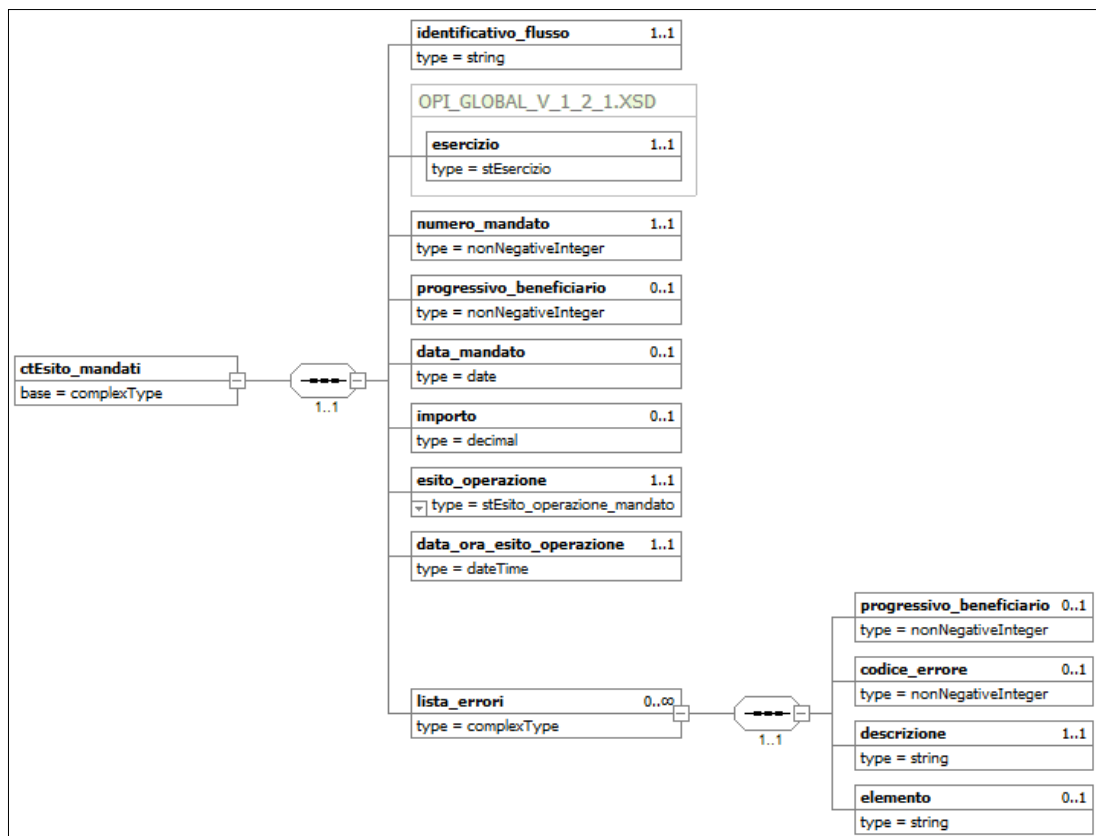 identificativo_flusso 1..1
type = string
OPI_GLOBAL_V_1_2_1.XSD
esercizio 1..1
type = stEsercizio
numero_mandato 1..1
type = nonNegativeInteger
progressivo_beneficiario 0..1
type = nonNegativeInteger
data_mandato 0..1
type = date
ctEsito_mandati
base = complexType
1..1
importo 0..1
type = decimal
esito_operazione 1..1
type = stEsito_operazione_mandato
data_ora_esito_operazione 1..1
type = dateTime
lista_errori 0..∞
type = complexType
1..1
progressivo_beneficiario 0..1
type = nonNegativeInteger
codice_errore 0..1
type = nonNegativeInteger
descrizione 1..1
type = string
elemento 0..1
type = string